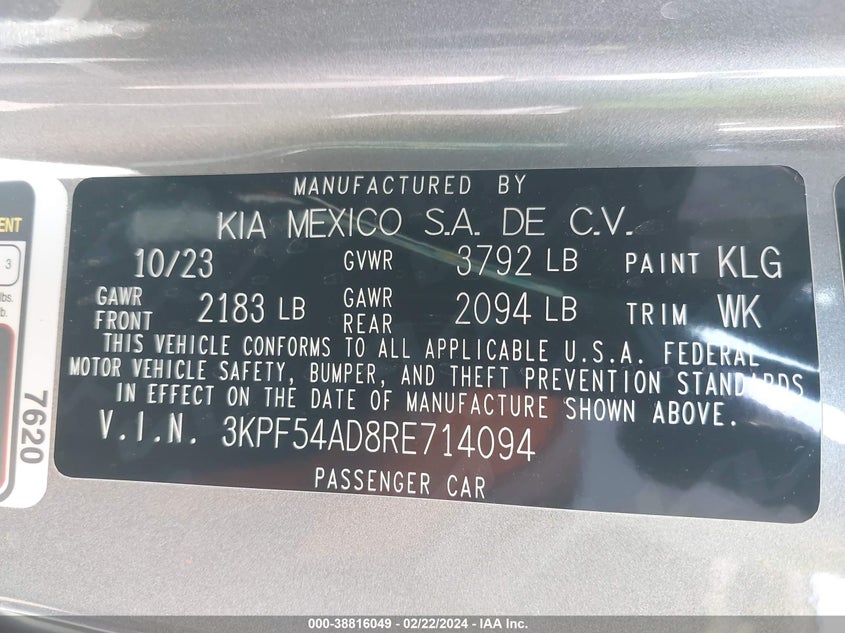 MANUFACTURED BY
KIA MEXICO S.A. DE C.V.
10/23 GVWR 3792 LB PAINT KLG
GAWR FRONT 2183 LB GAWR REAR 2094 LB TRIM WK
THIS VEHICLE CONFORMS TO ALL APPLICABLE U.S.A. FEDERAL
MOTOR VEHICLE SAFETY, BUMPER, AND THEFT PREVENTION STANDARDS
IN EFFECT ON THE DATE OF MANUFACTURE SHOWN ABOVE.
V.I.N. 3KPF54AD8RE714094
PASSENGER CAR
ENT
3
lbs.
b.
7620
000-38816049 - 02/22/2024 - IAA Inc.